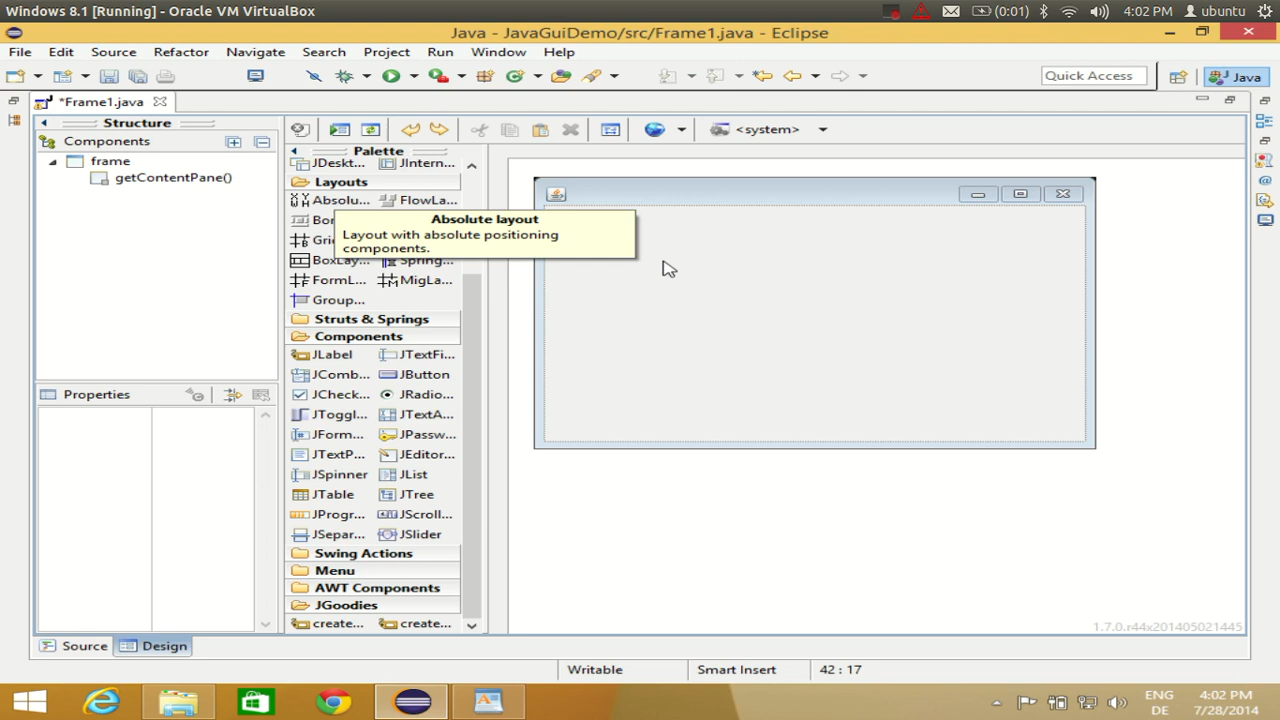 Windows 8.1 [Running] - Oracle VM VirtualBox
(0:01)
4:02 PM
ubuntu
Java - JavaGuiDemo/src/Frame1.java - Eclipse
File Edit Source Refactor Navigate Search Project Run Window Help
Quick Access
Java
*Frame1.java
Structure
Components
frame
getContentPane()
Properties
<system>
Palette
JDeskt... JIntern...
Layouts
Absolu... FlowLa...
Bor
Absolute layout
Layout with absolute positioning
components.
Gri
BoxLay... Spring...
FormL... MigLa...
Group...
Struts & Springs
Components
JLabel JTextFi...
JComb... JButton
JCheck... JRadio...
JToggl... JTextA...
JForm... JPassw...
JTextP... JEditor...
JSpinner JList
JTable JTree
JProgr... JScroll...
JSepar... JSlider
Swing Actions
Menu
AWT Components
JGoodies
create... create...
1.7.0.r44x201405021445
Source Design
Writable Smart Insert 42 : 17
ENG
DE
4:02 PM
7/28/2014